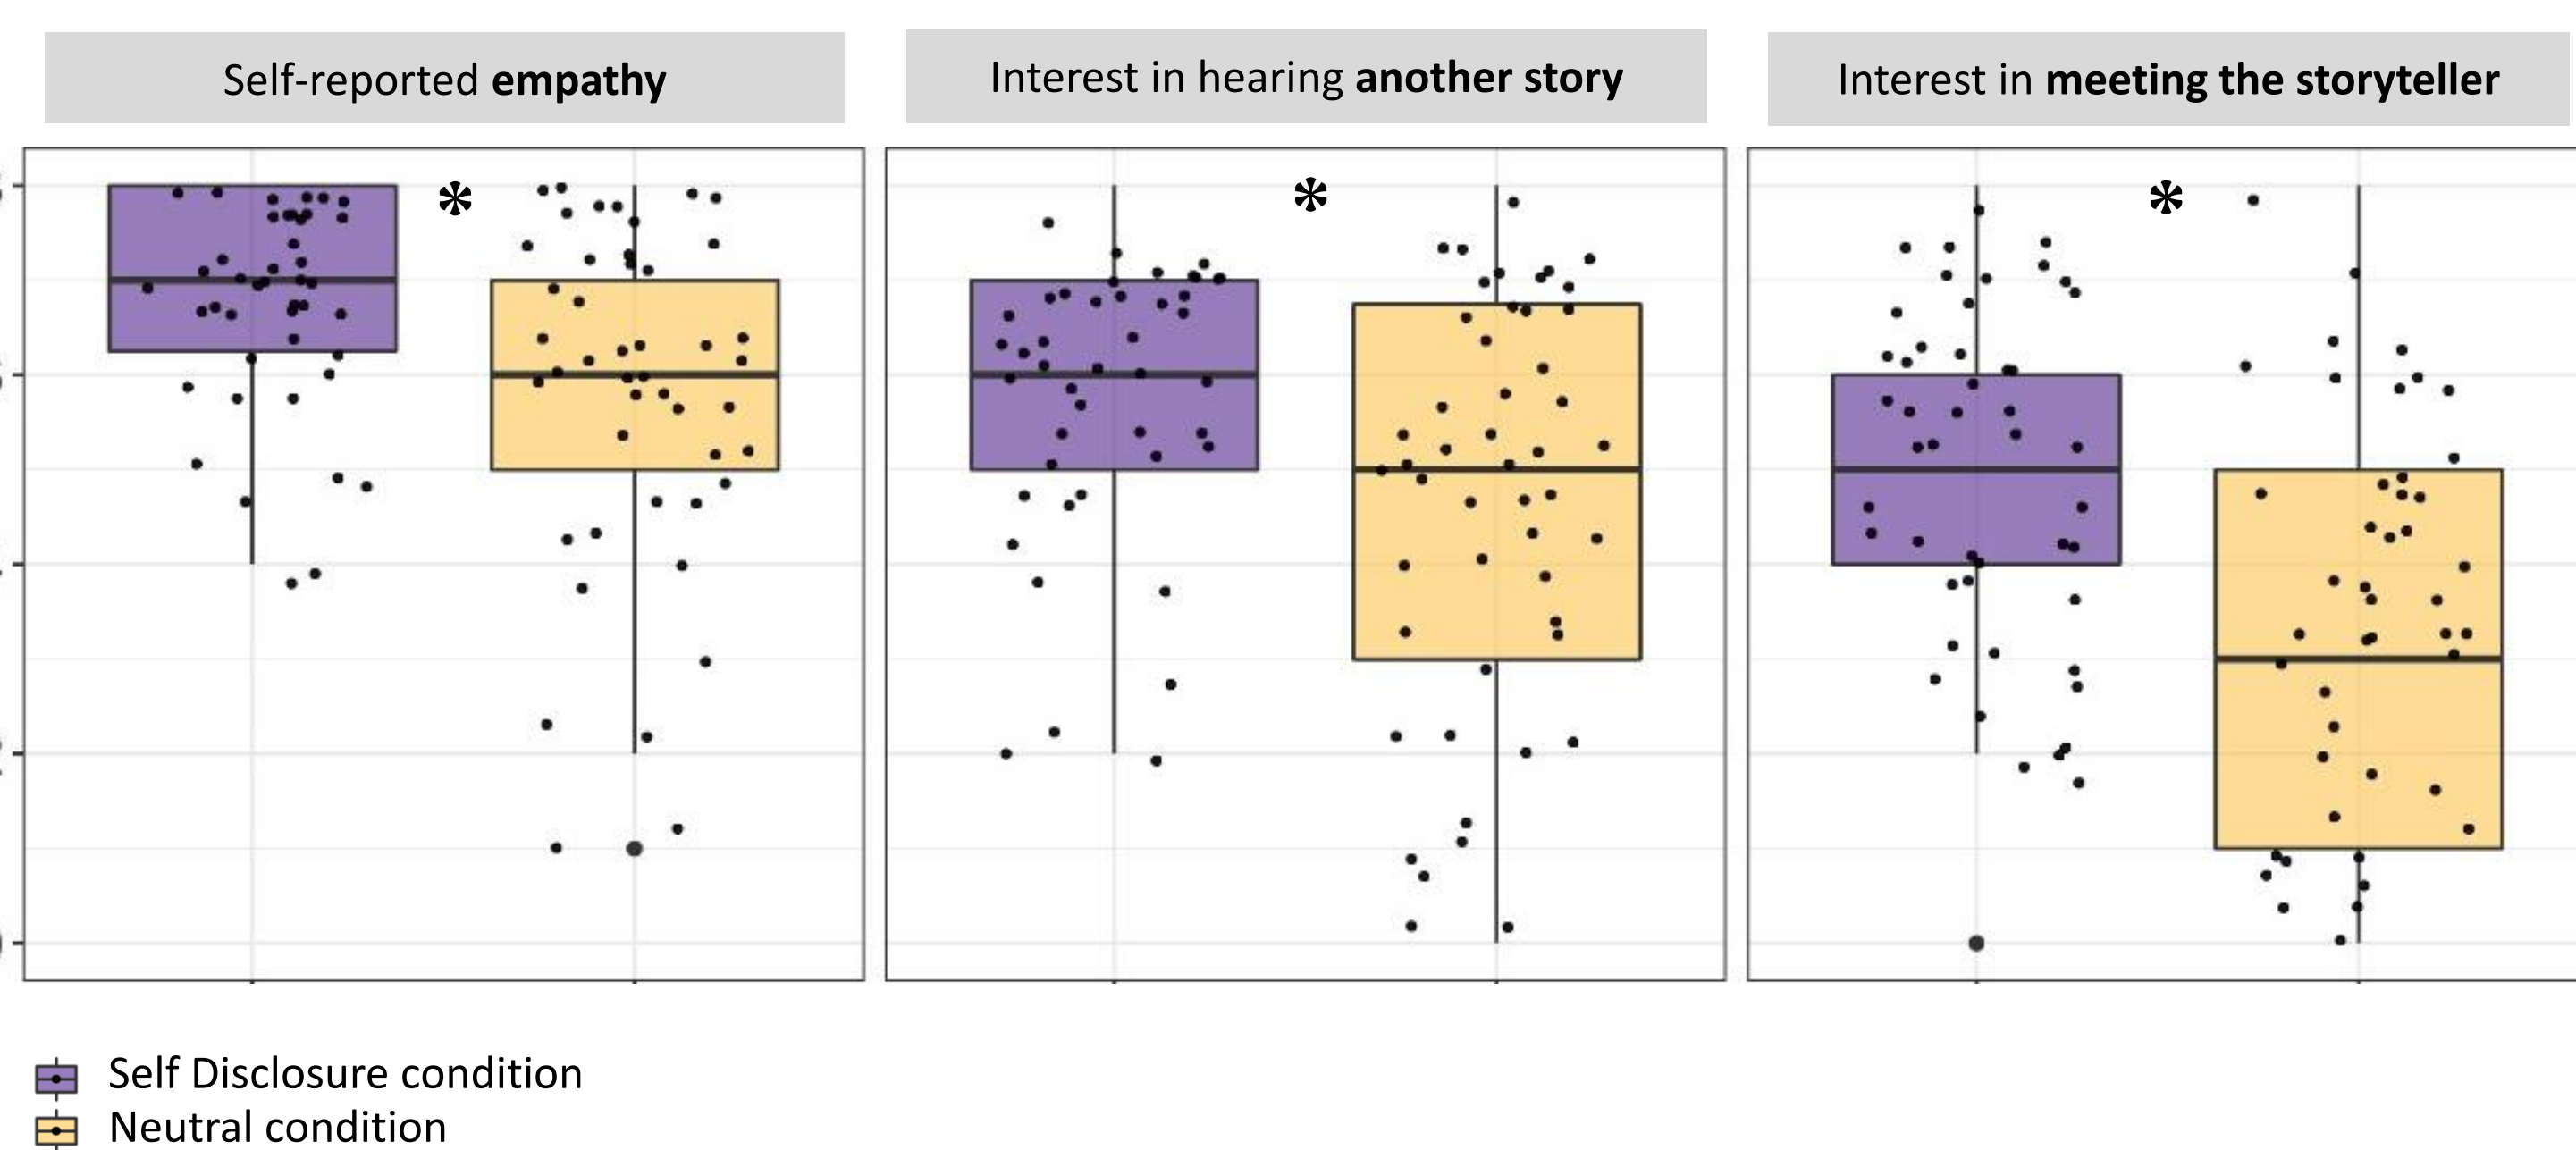 Self-reported empathy
Interest in hearing another story
Interest in meeting the storyteller
*
*
*
Self Disclosure condition
Neutral condition